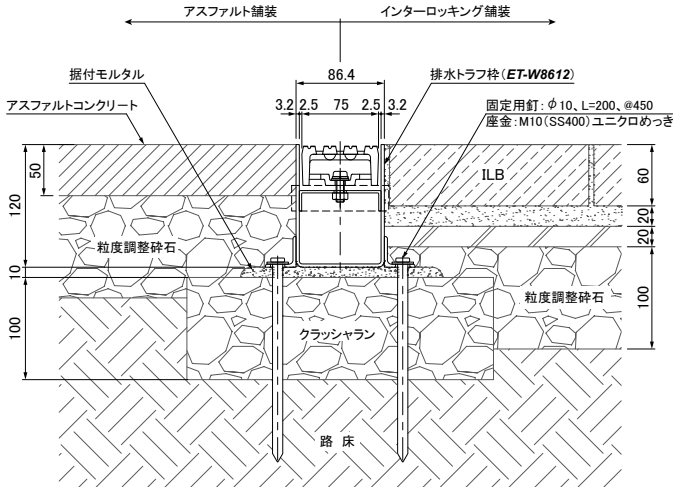 アスファルト舗装
インターロッキング舗装
86.4
据付モルタル
排水トラフ枠(ET-W8612)
アスファルトコンクリート
3.2 2.5 75 2.5 3.2
固定用釘:φ10、L=200、@450
座金:M10(SS400)ユニクロめっき
50
ILB
60
120
20
20
粒度調整砕石
10
粒度調整砕石
100
100
クラッシャラン
路 床